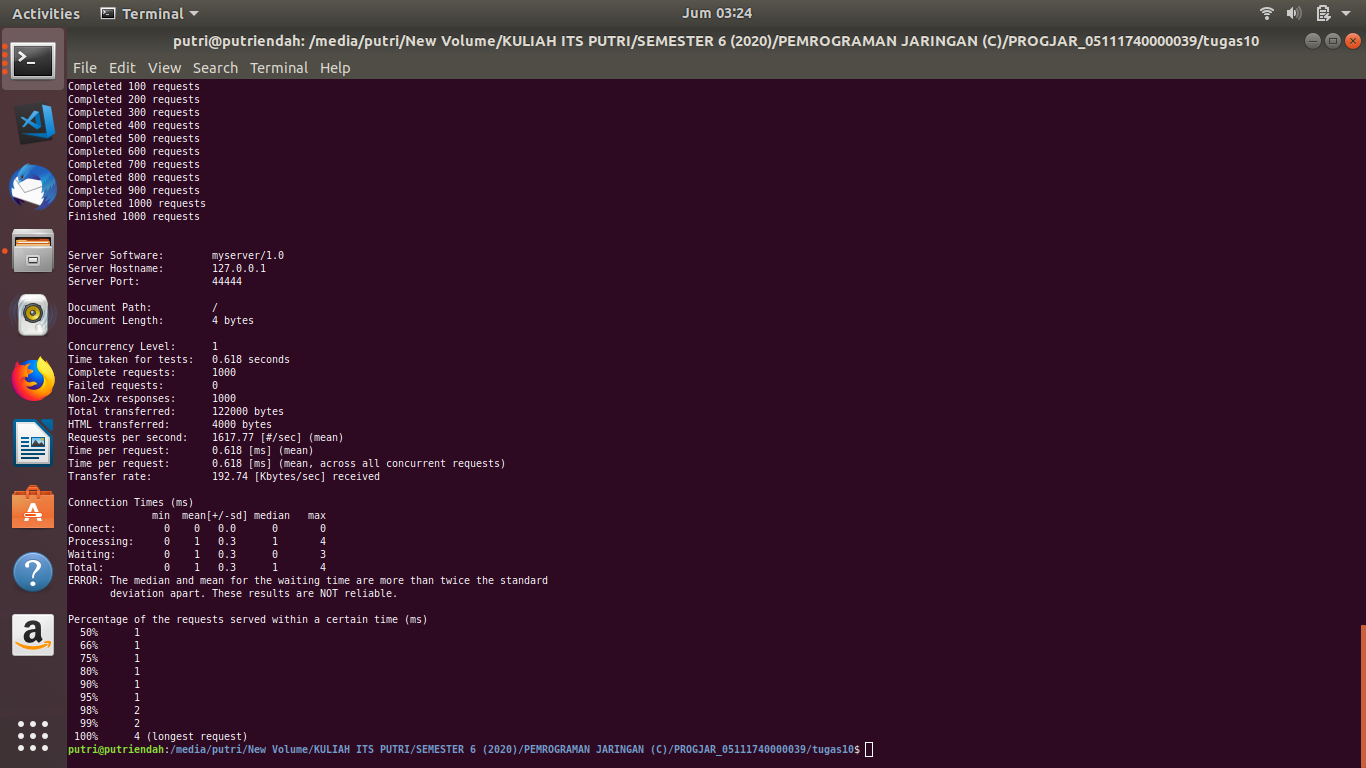 Activities Terminal Jum 03:24
putri@putriendah: /media/putri/New Volume/KULIAH ITS PUTRI/SEMESTER 6 (2020)/PEMROGRAMAN JARINGAN (C)/PROGJAR_05111740000039/tugas10
File Edit View Search Terminal Help
Completed 100 requests
Completed 200 requests
Completed 300 requests
Completed 400 requests
Completed 500 requests
Completed 600 requests
Completed 700 requests
Completed 800 requests
Completed 900 requests
Completed 1000 requests
Finished 1000 requests
Server Software: myserver/1.0
Server Hostname: 127.0.0.1
Server Port: 44444
Document Path: /
Document Length: 4 bytes
Concurrency Level: 1
Time taken for tests: 0.618 seconds
Complete requests: 1000
Failed requests: 0
Non-2xx responses: 1000
Total transferred: 122000 bytes
HTML transferred: 4000 bytes
Requests per second: 1617.77 [#/sec] (mean)
Time per request: 0.618 [ms] (mean)
Time per request: 0.618 [ms] (mean, across all concurrent requests)
Transfer rate: 192.74 [Kbytes/sec] received
Connection Times (ms)
min mean[+/-sd] median max
Connect: 0 0 0.0 0 0
Processing: 0 1 0.3 1 4
Waiting: 0 1 0.3 0 3
Total: 0 1 0.3 1 4
ERROR: The median and mean for the waiting time are more than twice the standard
deviation apart. These results are NOT reliable.
Percentage of the requests served within a certain time (ms)
50% 1
66% 1
75% 1
80% 1
90% 1
95% 1
98% 2
99% 2
100% 4 (longest request)
putri@putriendah:/media/putri/New Volume/KULIAH ITS PUTRI/SEMESTER 6 (2020)/PEMROGRAMAN JARINGAN (C)/PROGJAR_05111740000039/tugas10$